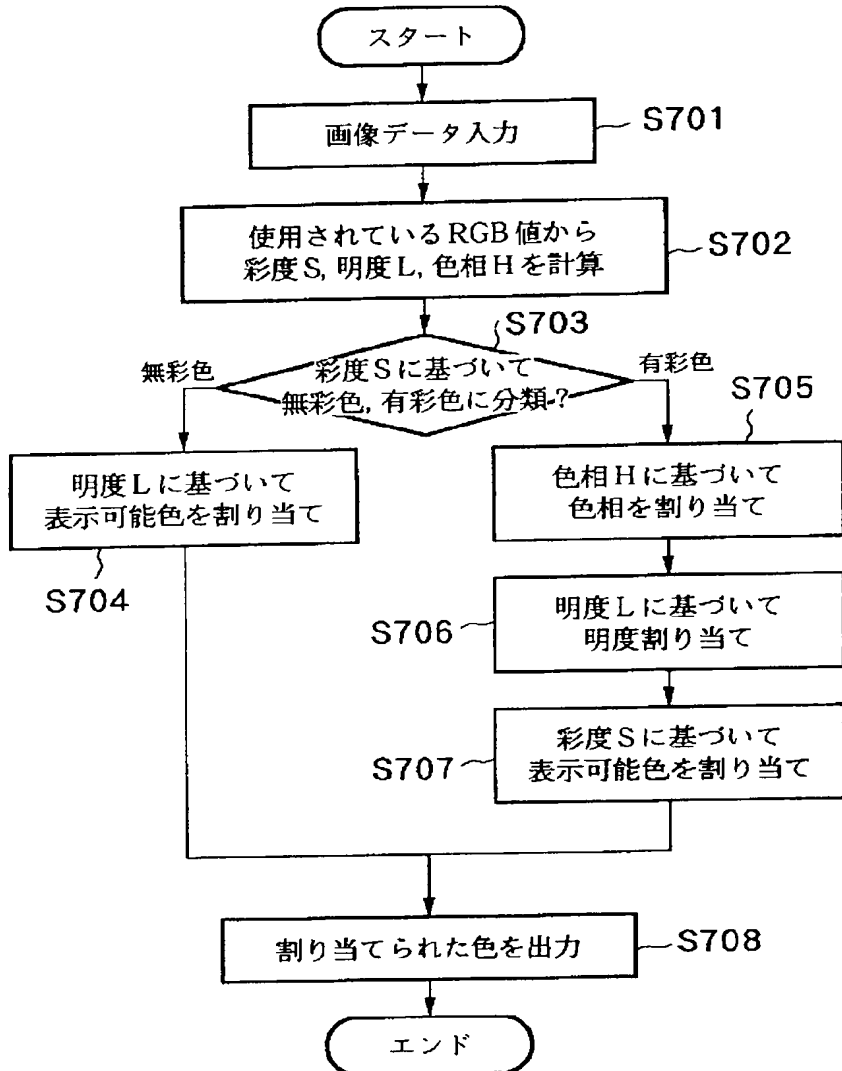 スタート
画像データ入力
S701
使用されているRGB値から
彩度S,明度L,色相Hを計算
S702
S703
彩度Sに基づいて
無彩色,有彩色に分類?
無彩色
有彩色
明度Lに基づいて
表示可能色を割り当て
S704
S705
色相Hに基づいて
色相を割り当て
S706
明度Lに基づいて
明度割り当て
S707
彩度Sに基づいて
表示可能色を割り当て
割り当てられた色を出力
S708
エンド